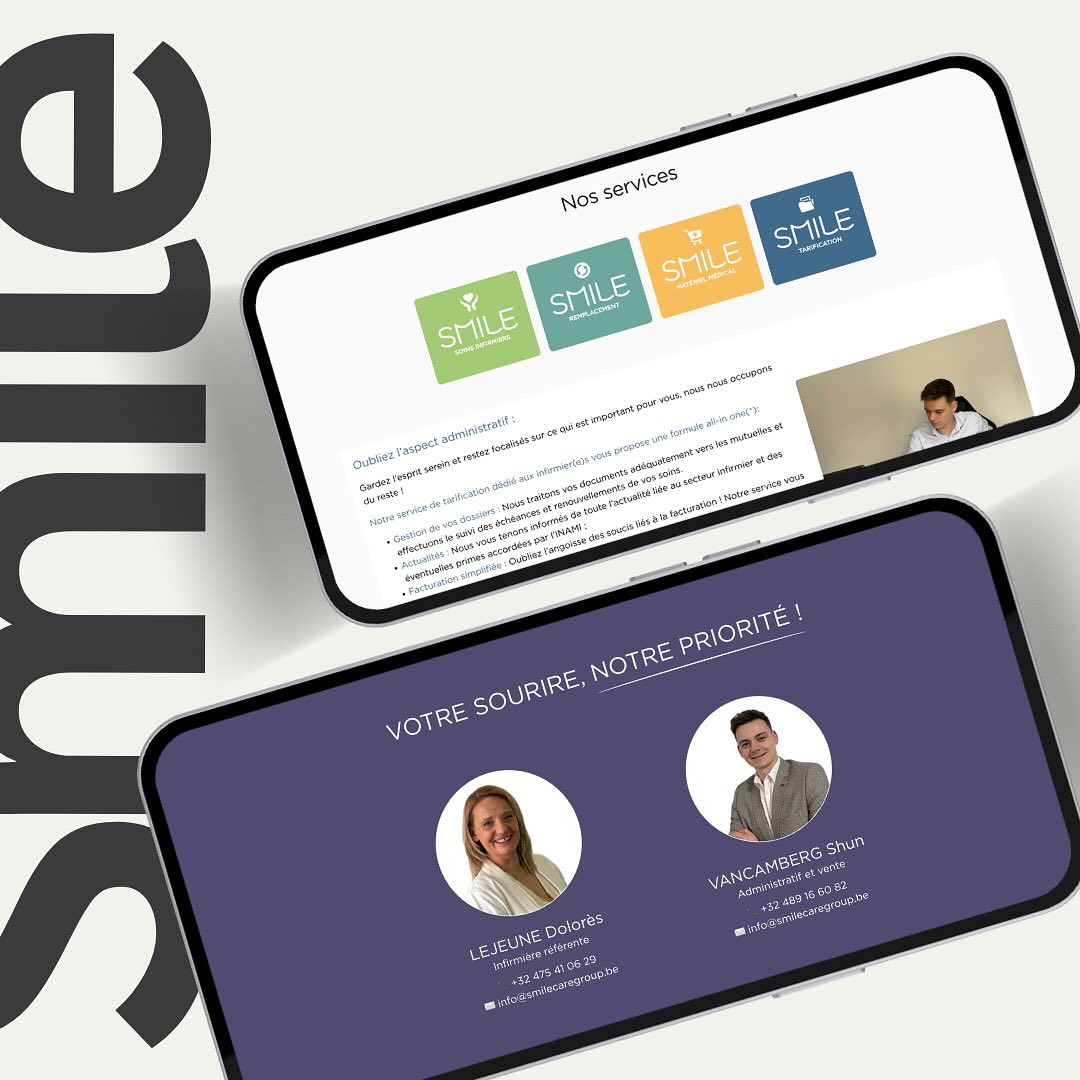 smile
Nos services
SMILE
SOINS INFIRMIERS
SMILE
REMPLACEMENT
SMILE
MATÉRIEL MÉDICAL
SMILE
TARIFICATION
Oubliez l'aspect administratif :
Gardez l'esprit serein et restez focalisés sur ce qui est important pour vous, nous nous occupons
du reste !
Notre service de tarification dédié aux infirmier(e)s vous propose une formule all-in one(*):
• Gestion de vos dossiers : Nous traitons vos documents adéquatement vers les mutuelles et
effectuons le suivi des échéances et renouvellements de vos soins.
• Actualités : Nous vous tenons informés de toute l'actualité liée au secteur infirmier et des
éventuelles primes accordées par l'INAMI ;
• Facturation simplifiée : Oubliez l'angoisse des soucis liés à la facturation ! Notre service vous
VOTRE SOURIRE, NOTRE PRIORITÉ !
LEJEUNE Dolorès
Infirmière référente
+32 475 41 06 29
info@smilecaregroup.be
VANCAMBERG Shun
Administratif et vente
+32 489 16 60 82
info@smilecaregroup.be